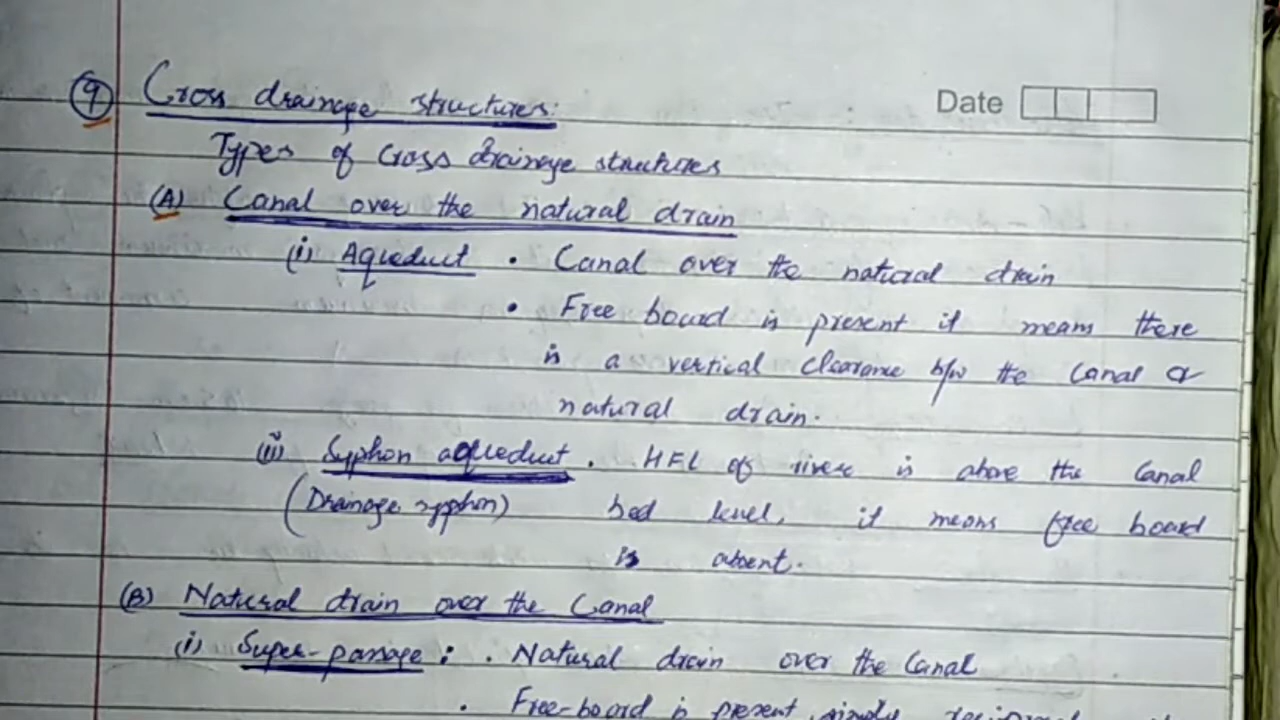 9 Cross drainage structures:
Date
Types of Cross drainage structures
(A) Canal over the natural drain
(i) Aqueduct • Canal over the natural drain
• Free board is present it means there
is a vertical clearance b/w the Canal &
natural drain.
(ii) Syphon aqueduct • HFL of river is above the Canal
(Drainage syphon) bed level, it means free board
is absent.
(B) Natural drain over the Canal
(i) Super-passage : • Natural drain over the Canal
• Free-board is present, simply